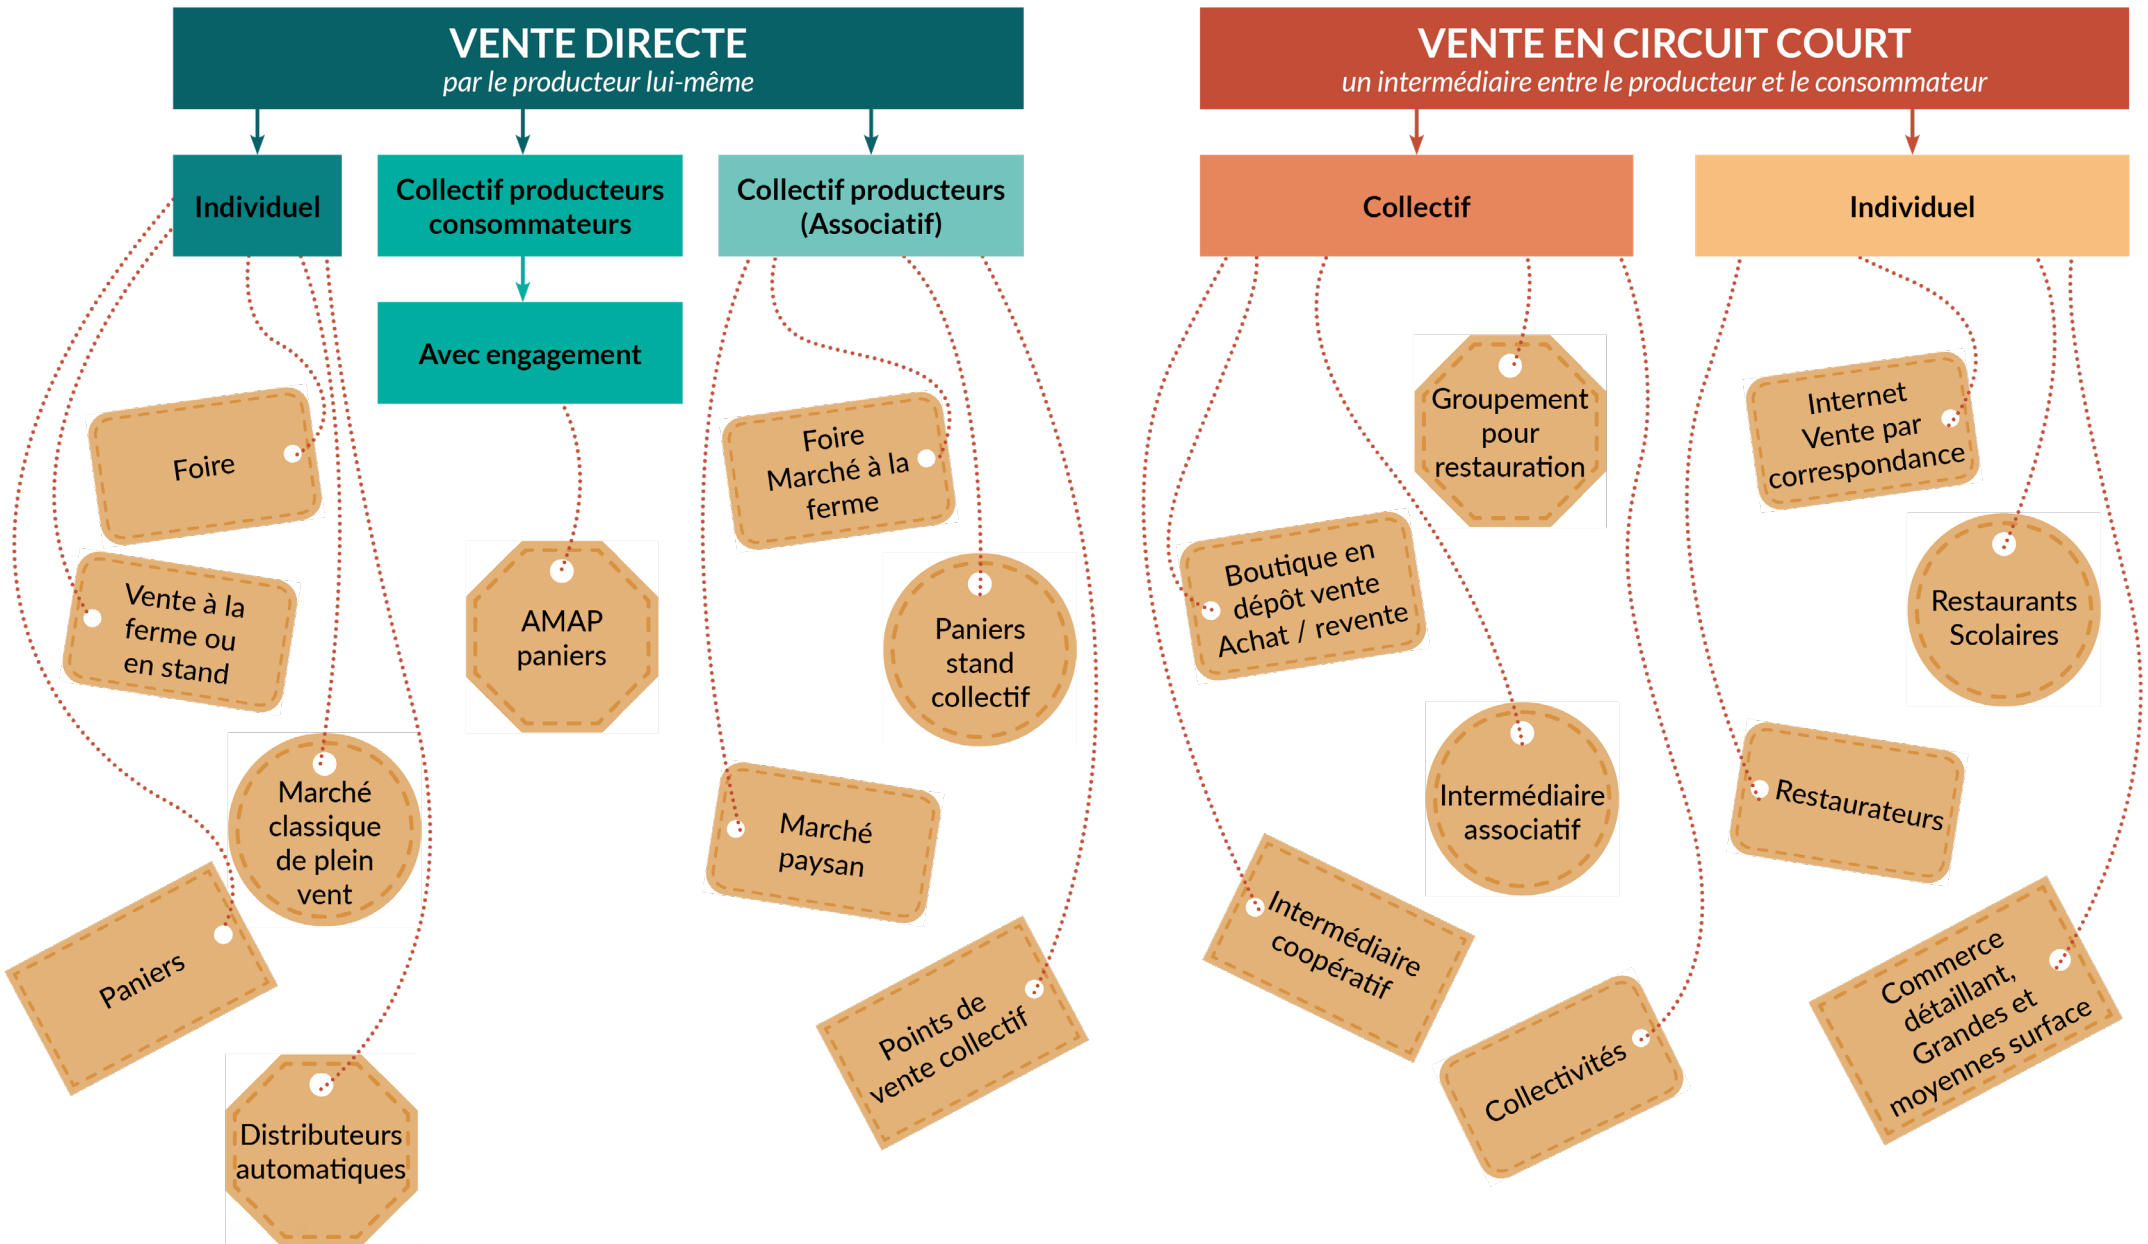 VENTE DIRECTE
par le producteur lui-même
Individuel
Collectif producteurs
consommateurs
Collectif producteurs
(Associatif)
Avec engagement
Foire
Vente à la
ferme ou
en stand
Marché
classique
de plein
vent
Paniers
Distributeurs
automatiques
AMAP
paniers
Foire
Marché à la
ferme
Paniers
stand
collectif
Marché
paysan
Points de
vente collectif
VENTE EN CIRCUIT COURT
un intermédiaire entre le producteur et le consommateur
Collectif
Individuel
Groupement
pour
restauration
Boutique en
dépôt vente
Achat / revente
Intermédiaire
associatif
Intermédiaire
coopératif
Collectivités
Internet
Vente par
correspondance
Restaurants
Scolaires
Restaurateurs
Commerce
détaillant,
Grandes et
moyennes surface